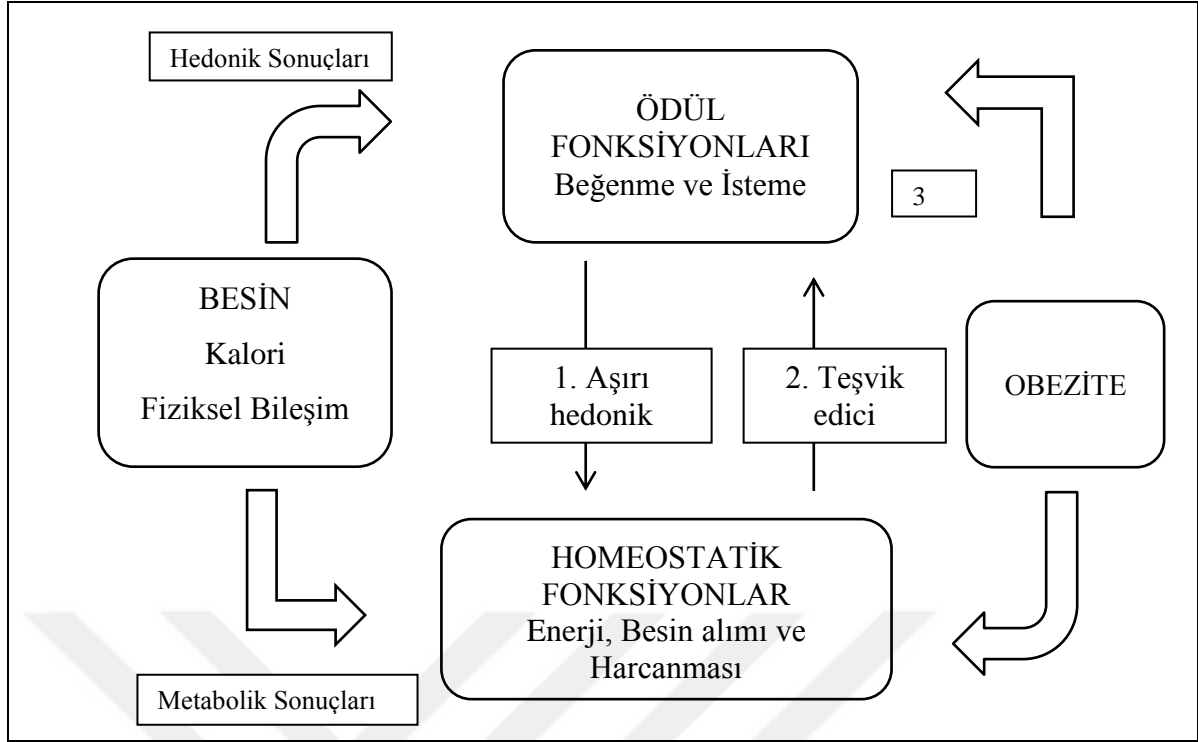 Hedonik Sonuçları
ÖDÜL
FONKSİYONLARI
Beğenme ve İsteme
3
BESİN
Kalori
Fiziksel Bileşim
1. Aşırı
hedonik
2. Teşvik
edici
OBEZİTE
HOMEOSTATİK
FONKSİYONLAR
Enerji, Besin alımı ve
Harcanması
Metabolik Sonuçları